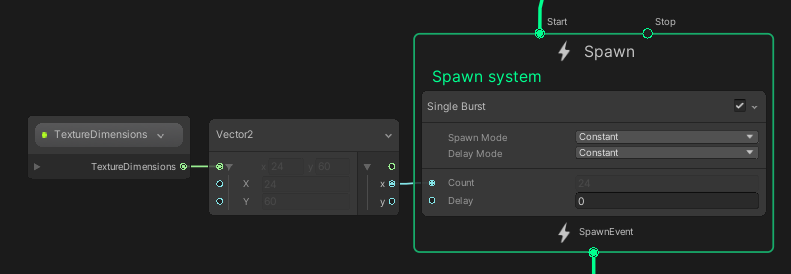 Start
Stop
Spawn
Spawn system
Single Burst
Spawn Mode Constant
Delay Mode Constant
Count 24
Delay 0
SpawnEvent
TextureDimensions
TextureDimensions
Vector2
x 24 y 60
X 24 x
Y 60 y